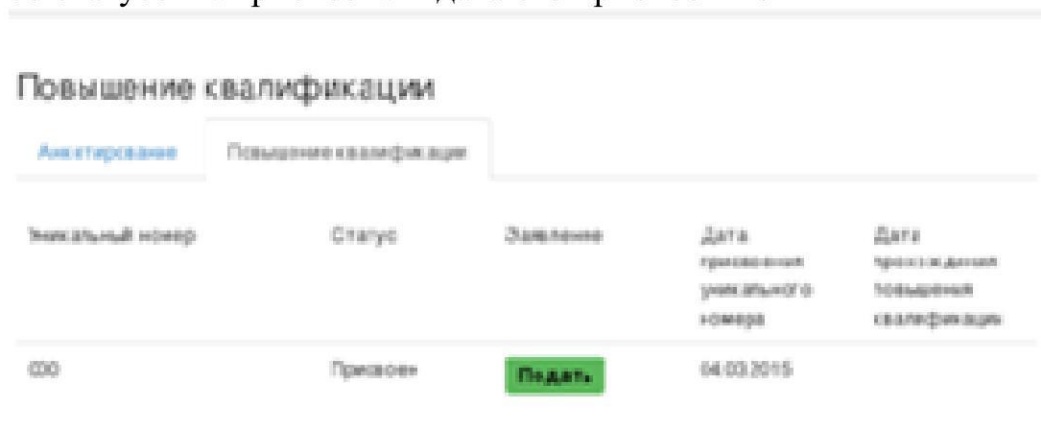 Повышение квалификации
Анкетирование Повышение квалификации
Уникальный номер Статус Заявление Дата присвоения уникального номера Дата прохождения повышения квалификации
Присвоен Подать 04.03.2015